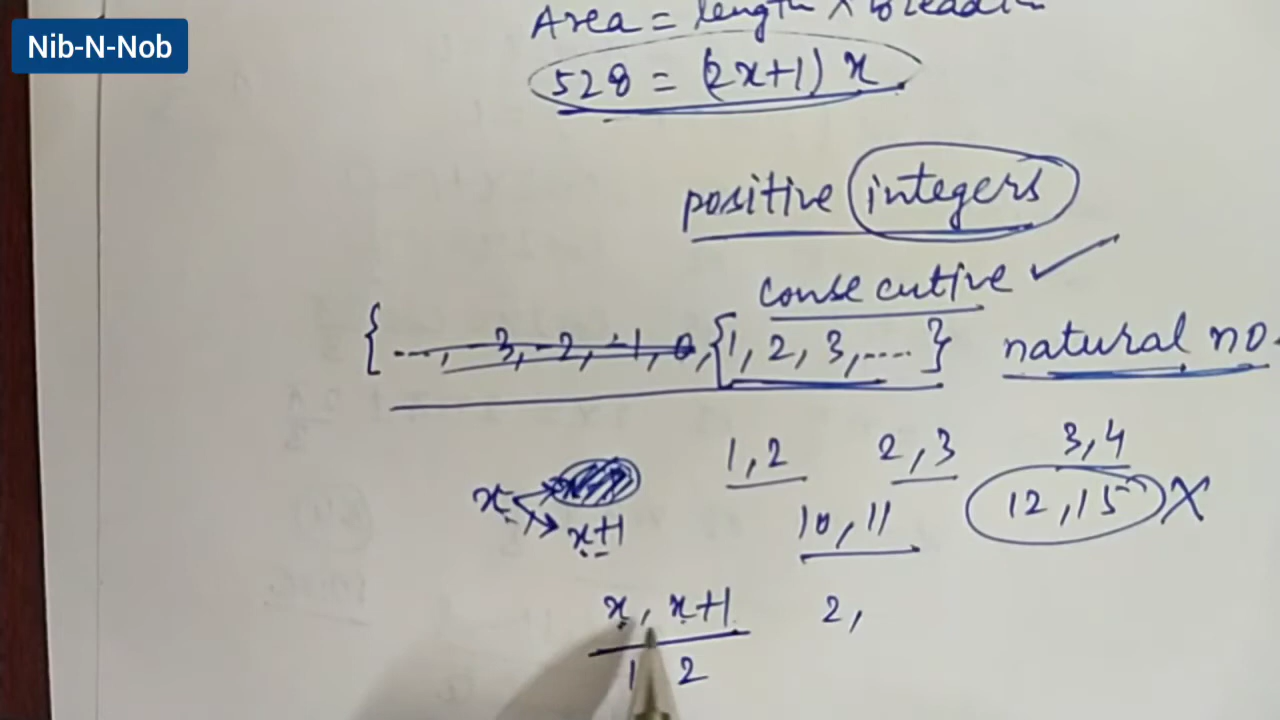 Nib-N-Nob
Area = length × breadth
528 = (2x+1) x
positive integers
consecutive ✓
{ ..., -3, -2, -1, 0, {1, 2, 3, .... } natural no.
1, 2 2, 3 3, 4
x x+1 10, 11 12, 15 X
x, x+1 2,
1 2